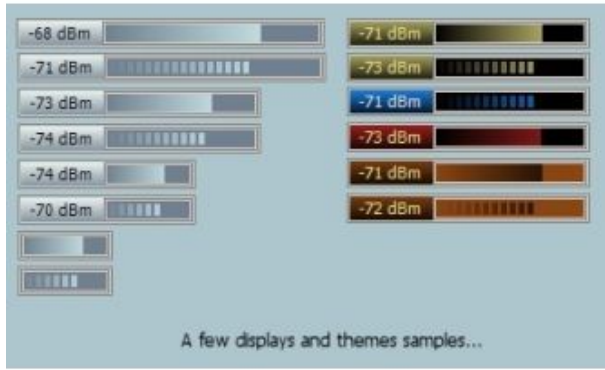 -68 dBm
-71 dBm
-73 dBm
-74 dBm
-74 dBm
-70 dBm
-71 dBm
-73 dBm
-71 dBm
-73 dBm
-71 dBm
-72 dBm
A few displays and themes samples...